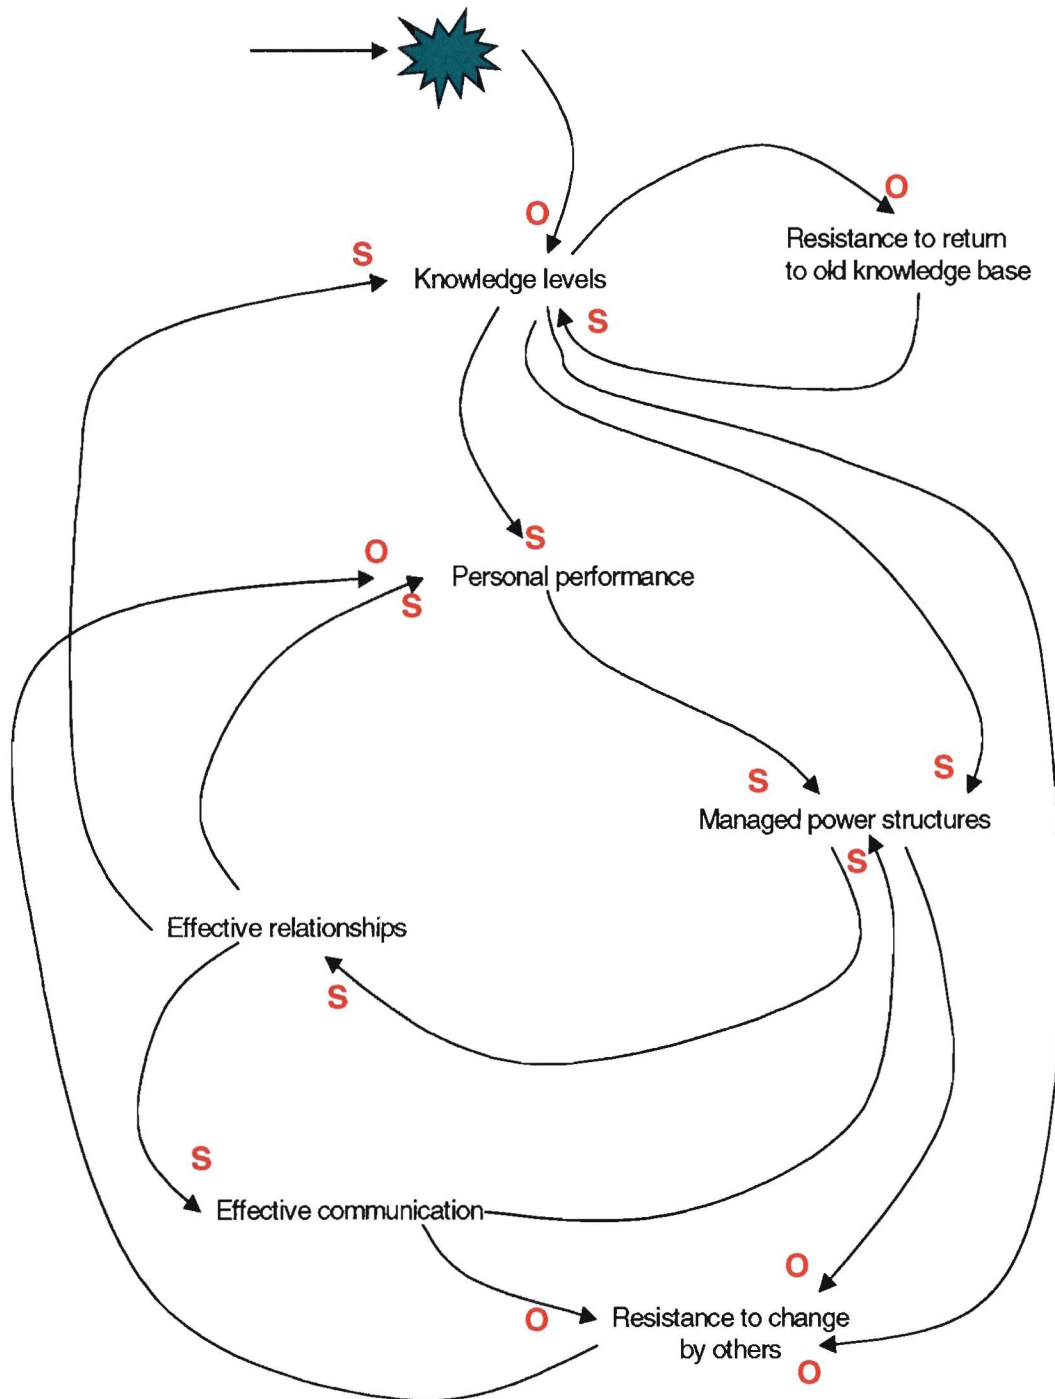 O
Resistance to return
to old knowledge base
O
S
Knowledge levels
S
S
O
Personal performance
S
S
S
Managed power structures
S
Effective relationships
S
S
Effective communication
O
O
Resistance to change
by others
O